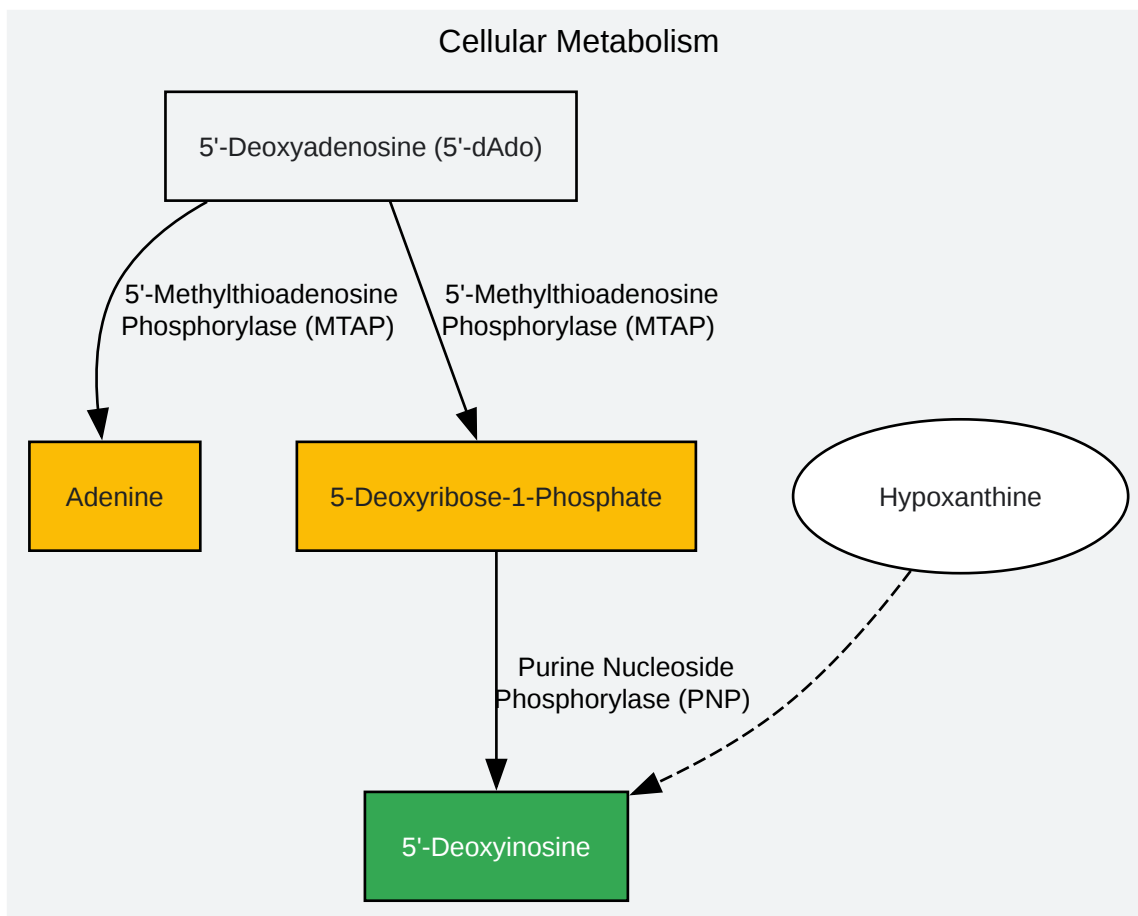 Cellular Metabolism
5'-Deoxyadenosine (5'-dAdo)
5'-Methylthioadenosine
Phosphorylase (MTAP)
5'-Methylthioadenosine
Phosphorylase (MTAP)
Adenine
5-Deoxyribose-1-Phosphate
Hypoxanthine
Purine Nucleoside
Phosphorylase (PNP)
5'-Deoxyinosine